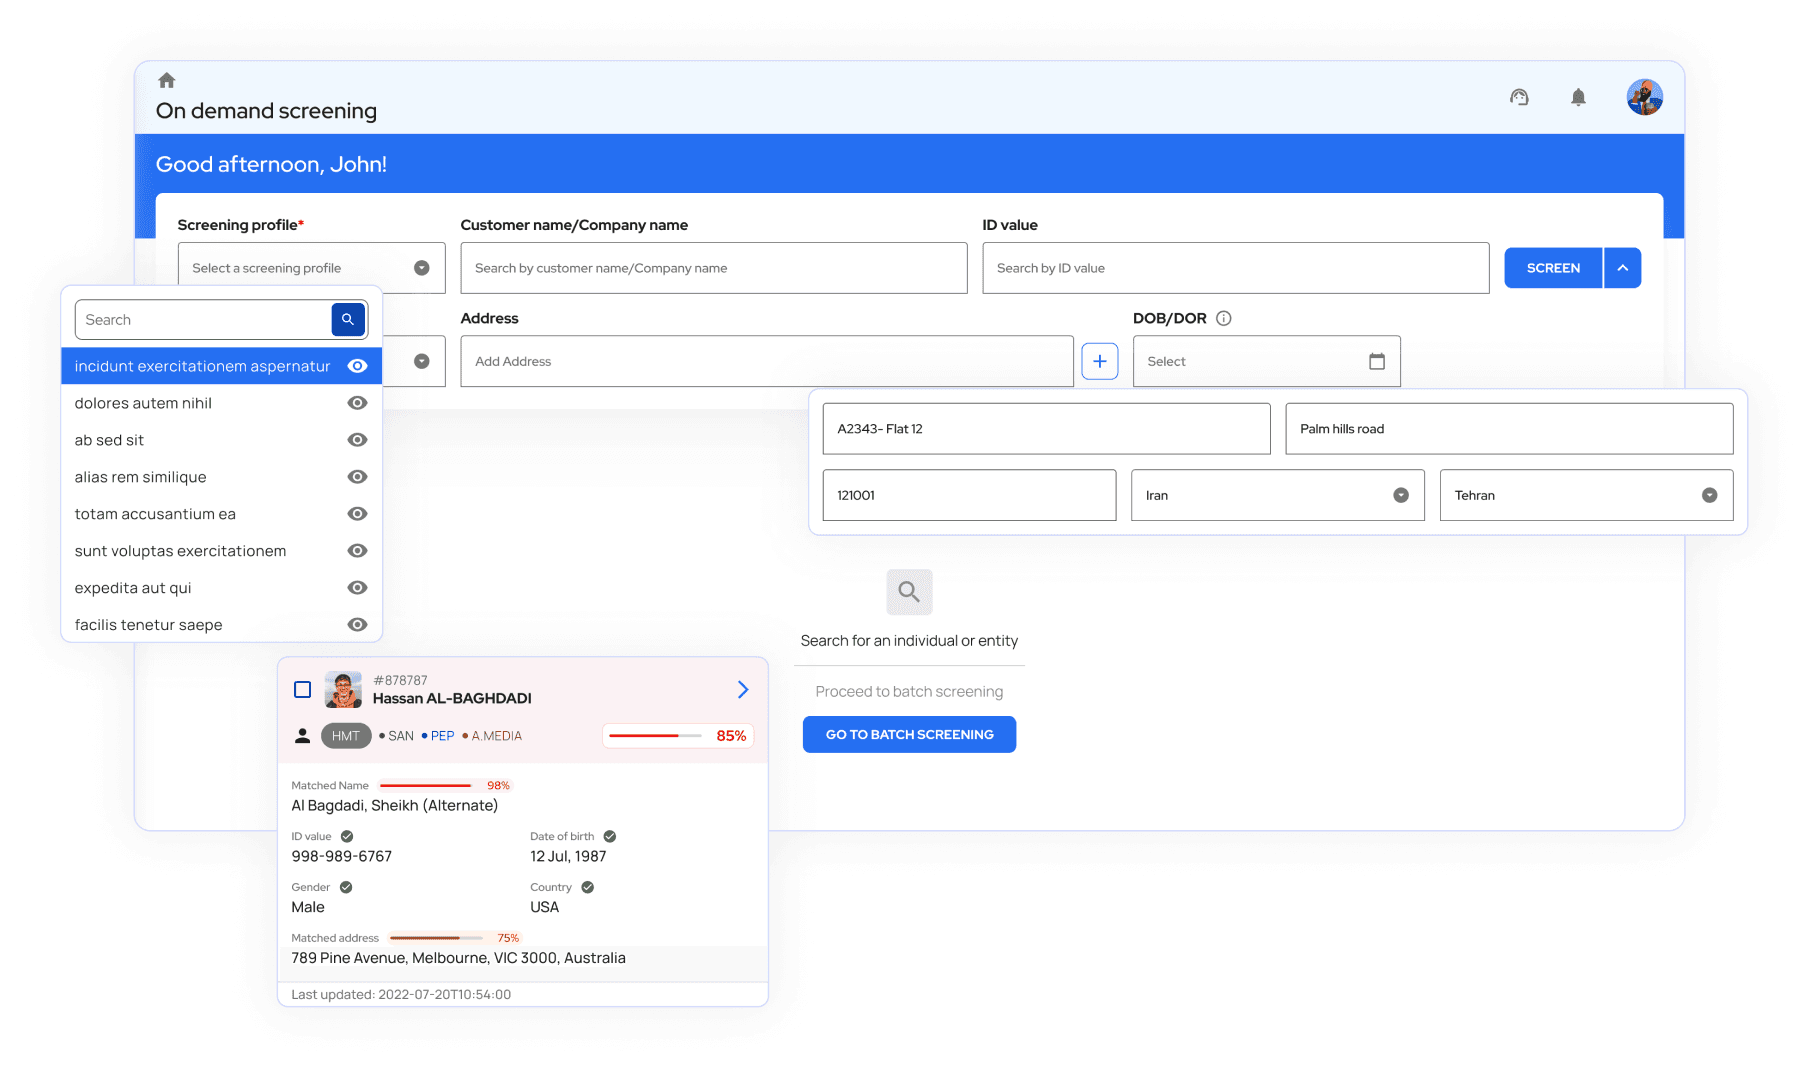 On demand screening
Good afternoon, John!
Screening profile*
Customer name/Company name
ID value
Select a screening profile
Search by customer name/Company name
Search by ID value
SCREEN
Search
incidunt exercitationem aspernatur
dolores autem nihil
ab sed sit
alias rem similique
totam accusantium ea
sunt voluptas exercitationem
expedita aut qui
facilis tenetur saepe
Address
DOB/DOR
Add Address
Select
A2343- Flat 12
Palm hills road
121001
Iran
Tehran
Search for an individual or entity
Proceed to batch screening
GO TO BATCH SCREENING
#878787
Hassan AL-BAGHDADI
HMT • SAN • PEP • A.MEDIA
85%
Matched Name 98%
Al Bagdadi, Sheikh (Alternate)
ID value
998-989-6767
Date of birth
12 Jul, 1987
Gender
Male
Country
USA
Matched address 75%
789 Pine Avenue, Melbourne, VIC 3000, Australia
Last updated: 2022-07-20T10:54:00